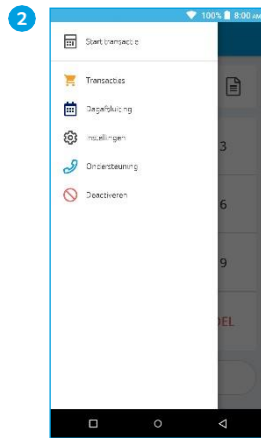 2
100% 8:00 AM
Start transactie
Transacties
Dagafsluiting
Instellingen
3
Ondersteuning
Deactiveren
6
9
DEL